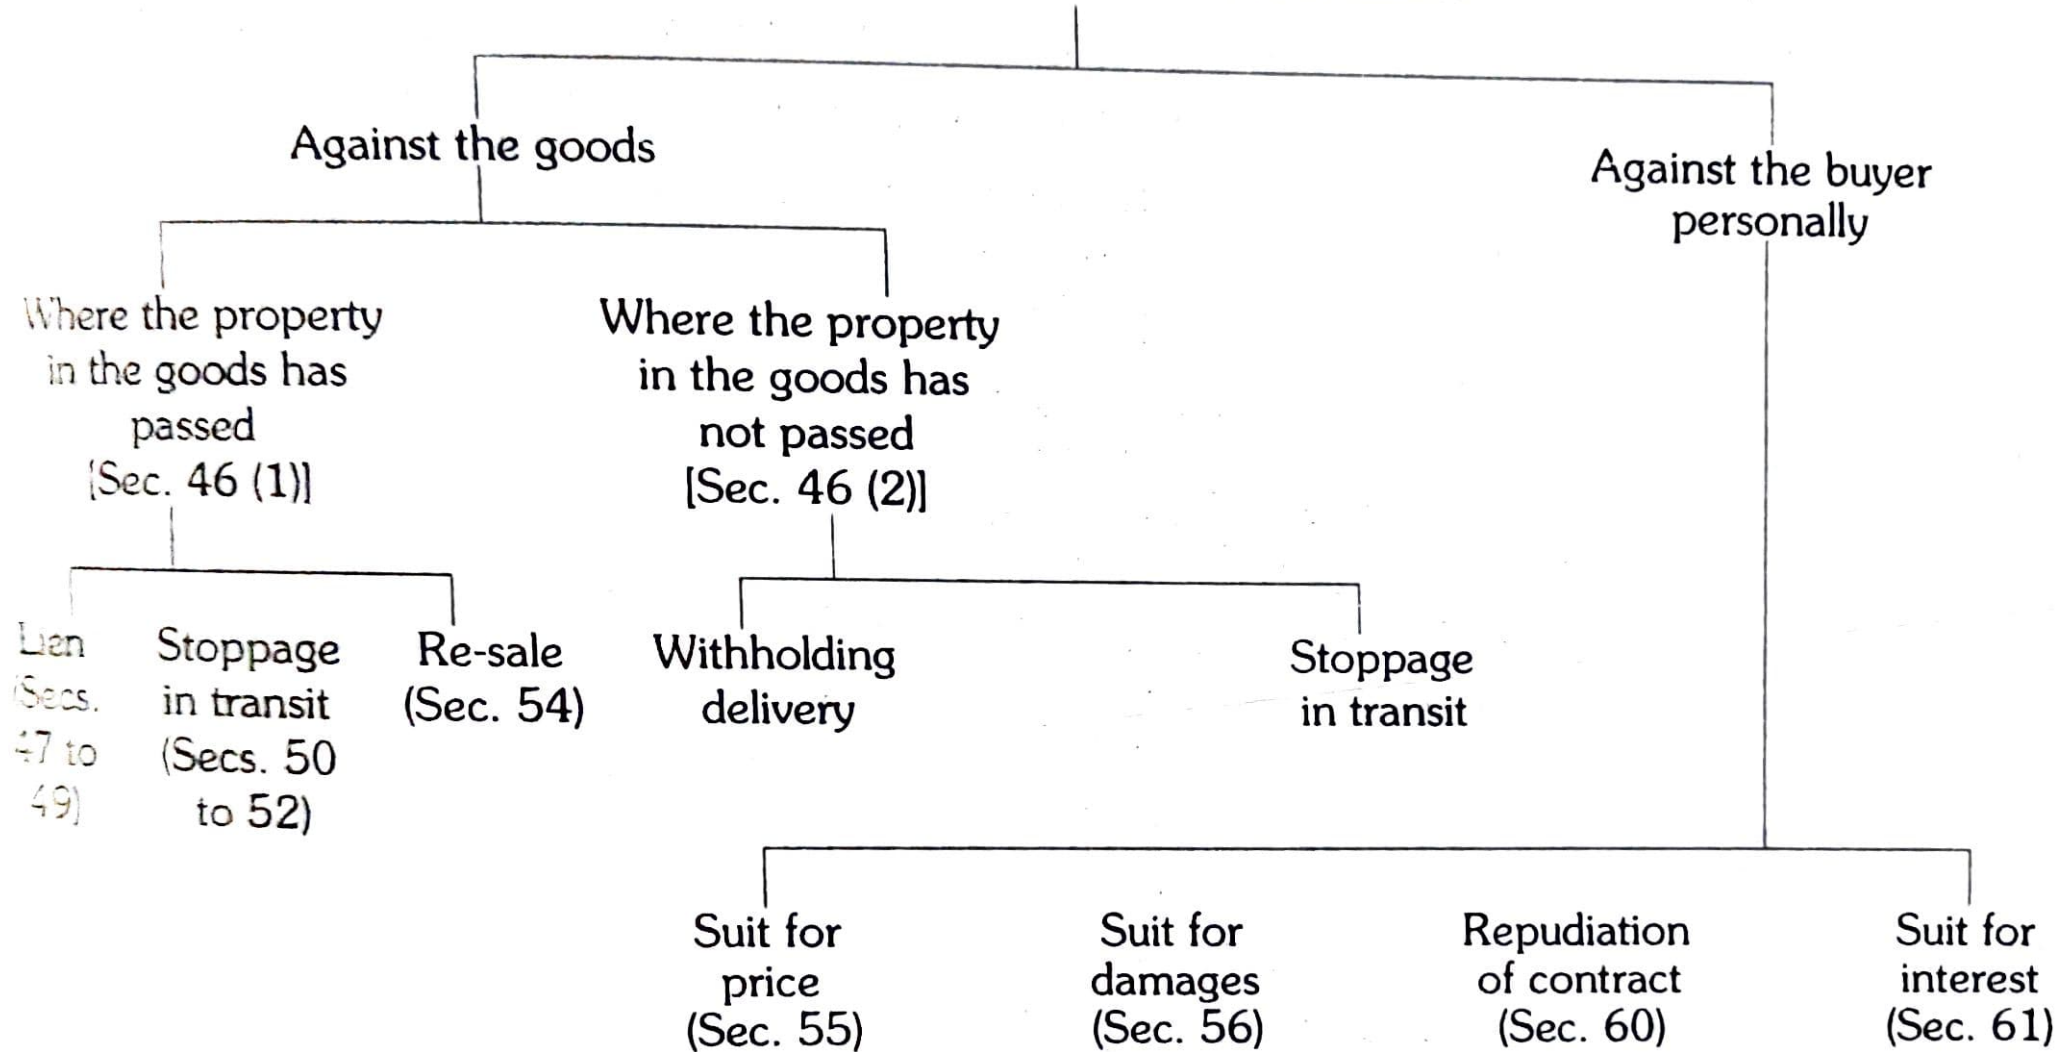 Against the goods
Against the buyer
personally
Where the property
in the goods has
passed
[Sec. 46 (1)]
Where the property
in the goods has
not passed
[Sec. 46 (2)]
Lien
(Secs.
47 to
49)
Stoppage
in transit
(Secs. 50
to 52)
Re-sale
(Sec. 54)
Withholding
delivery
Stoppage
in transit
Suit for
price
(Sec. 55)
Suit for
damages
(Sec. 56)
Repudiation
of contract
(Sec. 60)
Suit for
interest
(Sec. 61)